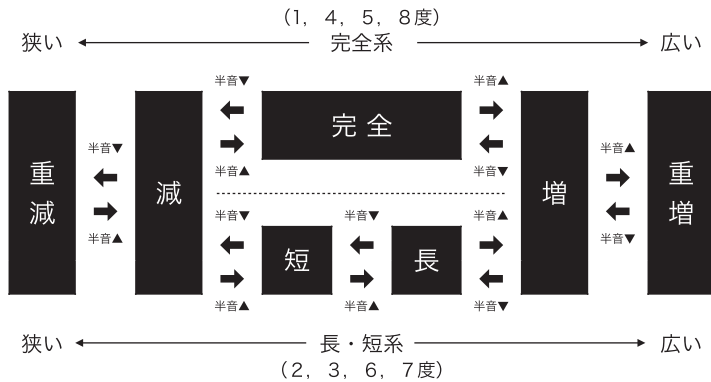 (1, 4, 5, 8度)
狭い 完全系 広い
半音▼ 半音▲
完全
半音▲ 半音▼
半音▼ 半音▲
重減 減 増 重増
半音▲ 半音▼
半音▼ 半音▼ 半音▲
短 長
半音▲ 半音▲ 半音▼
狭い 長・短系 広い
(2, 3, 6, 7度)